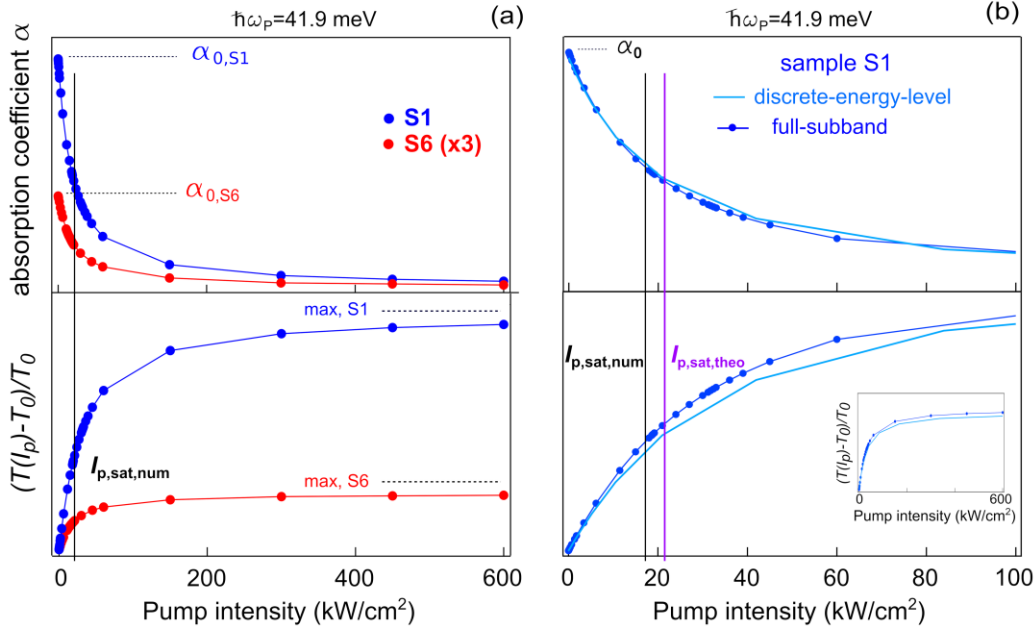 ħω_P=41.9 meV
(a)
absorption coefficient α
α_0,S1
S1
S6 (x3)
α_0,S6
max, S1
(T(I_p)-T_0)/T_0
I_p,sat,num
max, S6
0 200 400 600
Pump intensity (kW/cm²)
ħω_P=41.9 meV
(b)
α_0
sample S1
discrete-energy-level
full-subband
I_p,sat,num
I_p,sat,theo
(T(I_p)-T_0)/T_0
0 600
Pump intensity (kW/cm²)
0 20 40 60 80 100
Pump intensity (kW/cm²)